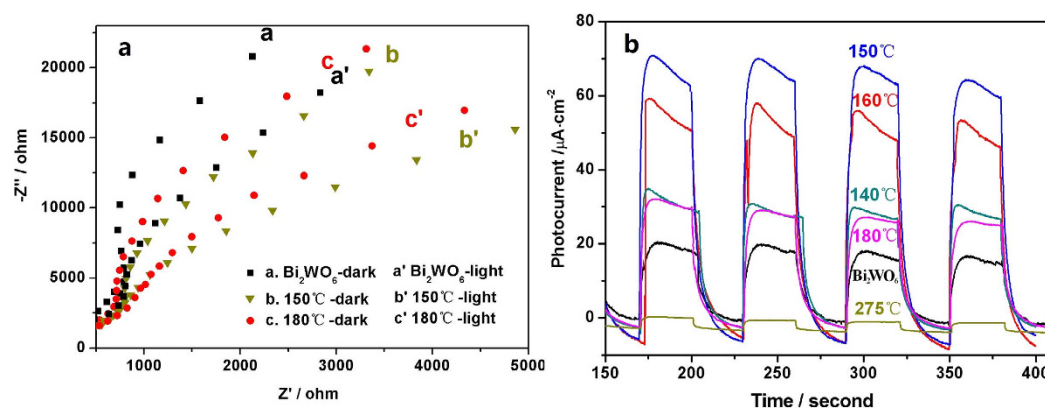 a
a
b
c
a'
c'
b'
20000
15000
10000
5000
0
-Z'' / ohm
a. Bi₂WO₆-dark a' Bi₂WO₆-light
b. 150℃ -dark b' 150℃ -light
c. 180℃ -dark c' 180℃ -light
1000 2000 3000 4000 5000
Z' / ohm
b
80
60
40
20
0
-20
Photocurrent /μA·cm⁻²
150℃
160℃
140℃
180℃
Bi₂WO₆
275℃
150 200 250 300 350 400
Time / second